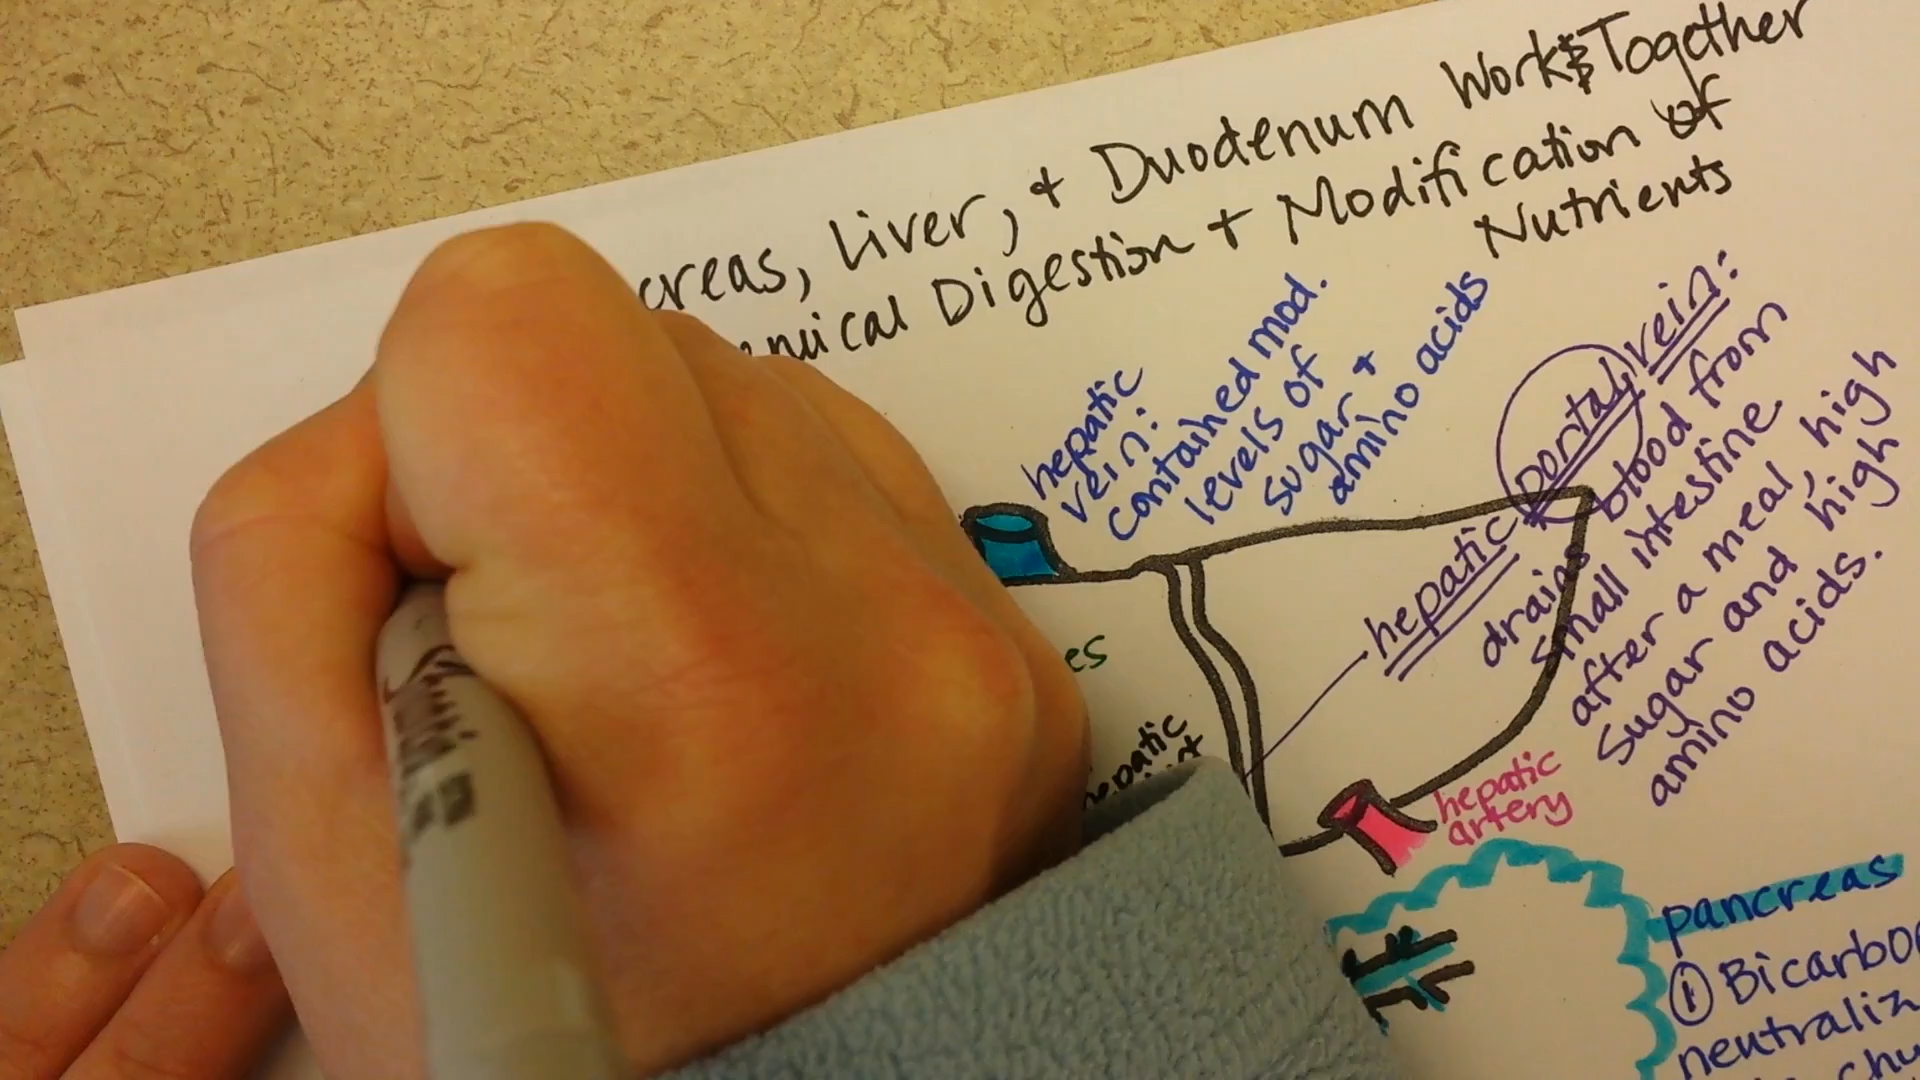 creas, Liver, + Duodenum Work Together
Digestion + Modification of
Nutrients
hepatic
vein:
contained mod.
levels of
sugar +
amino acids
hepatic portal vein:
drains blood from
small intestine.
after a meal, high
sugar and high
amino acids.
es
hepatic
hepatic
artery
pancreas
① Bicarbo
neutraliz